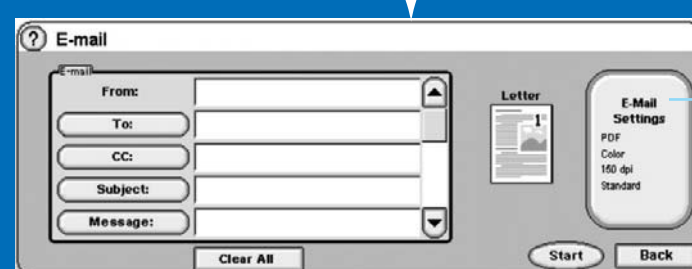 ? E-mail
E-mail
From:
To:
CC:
Subject:
Message:
Clear All
Letter
1
E-Mail
Settings
PDF
Color
150 dpi
Standard
Start
Back